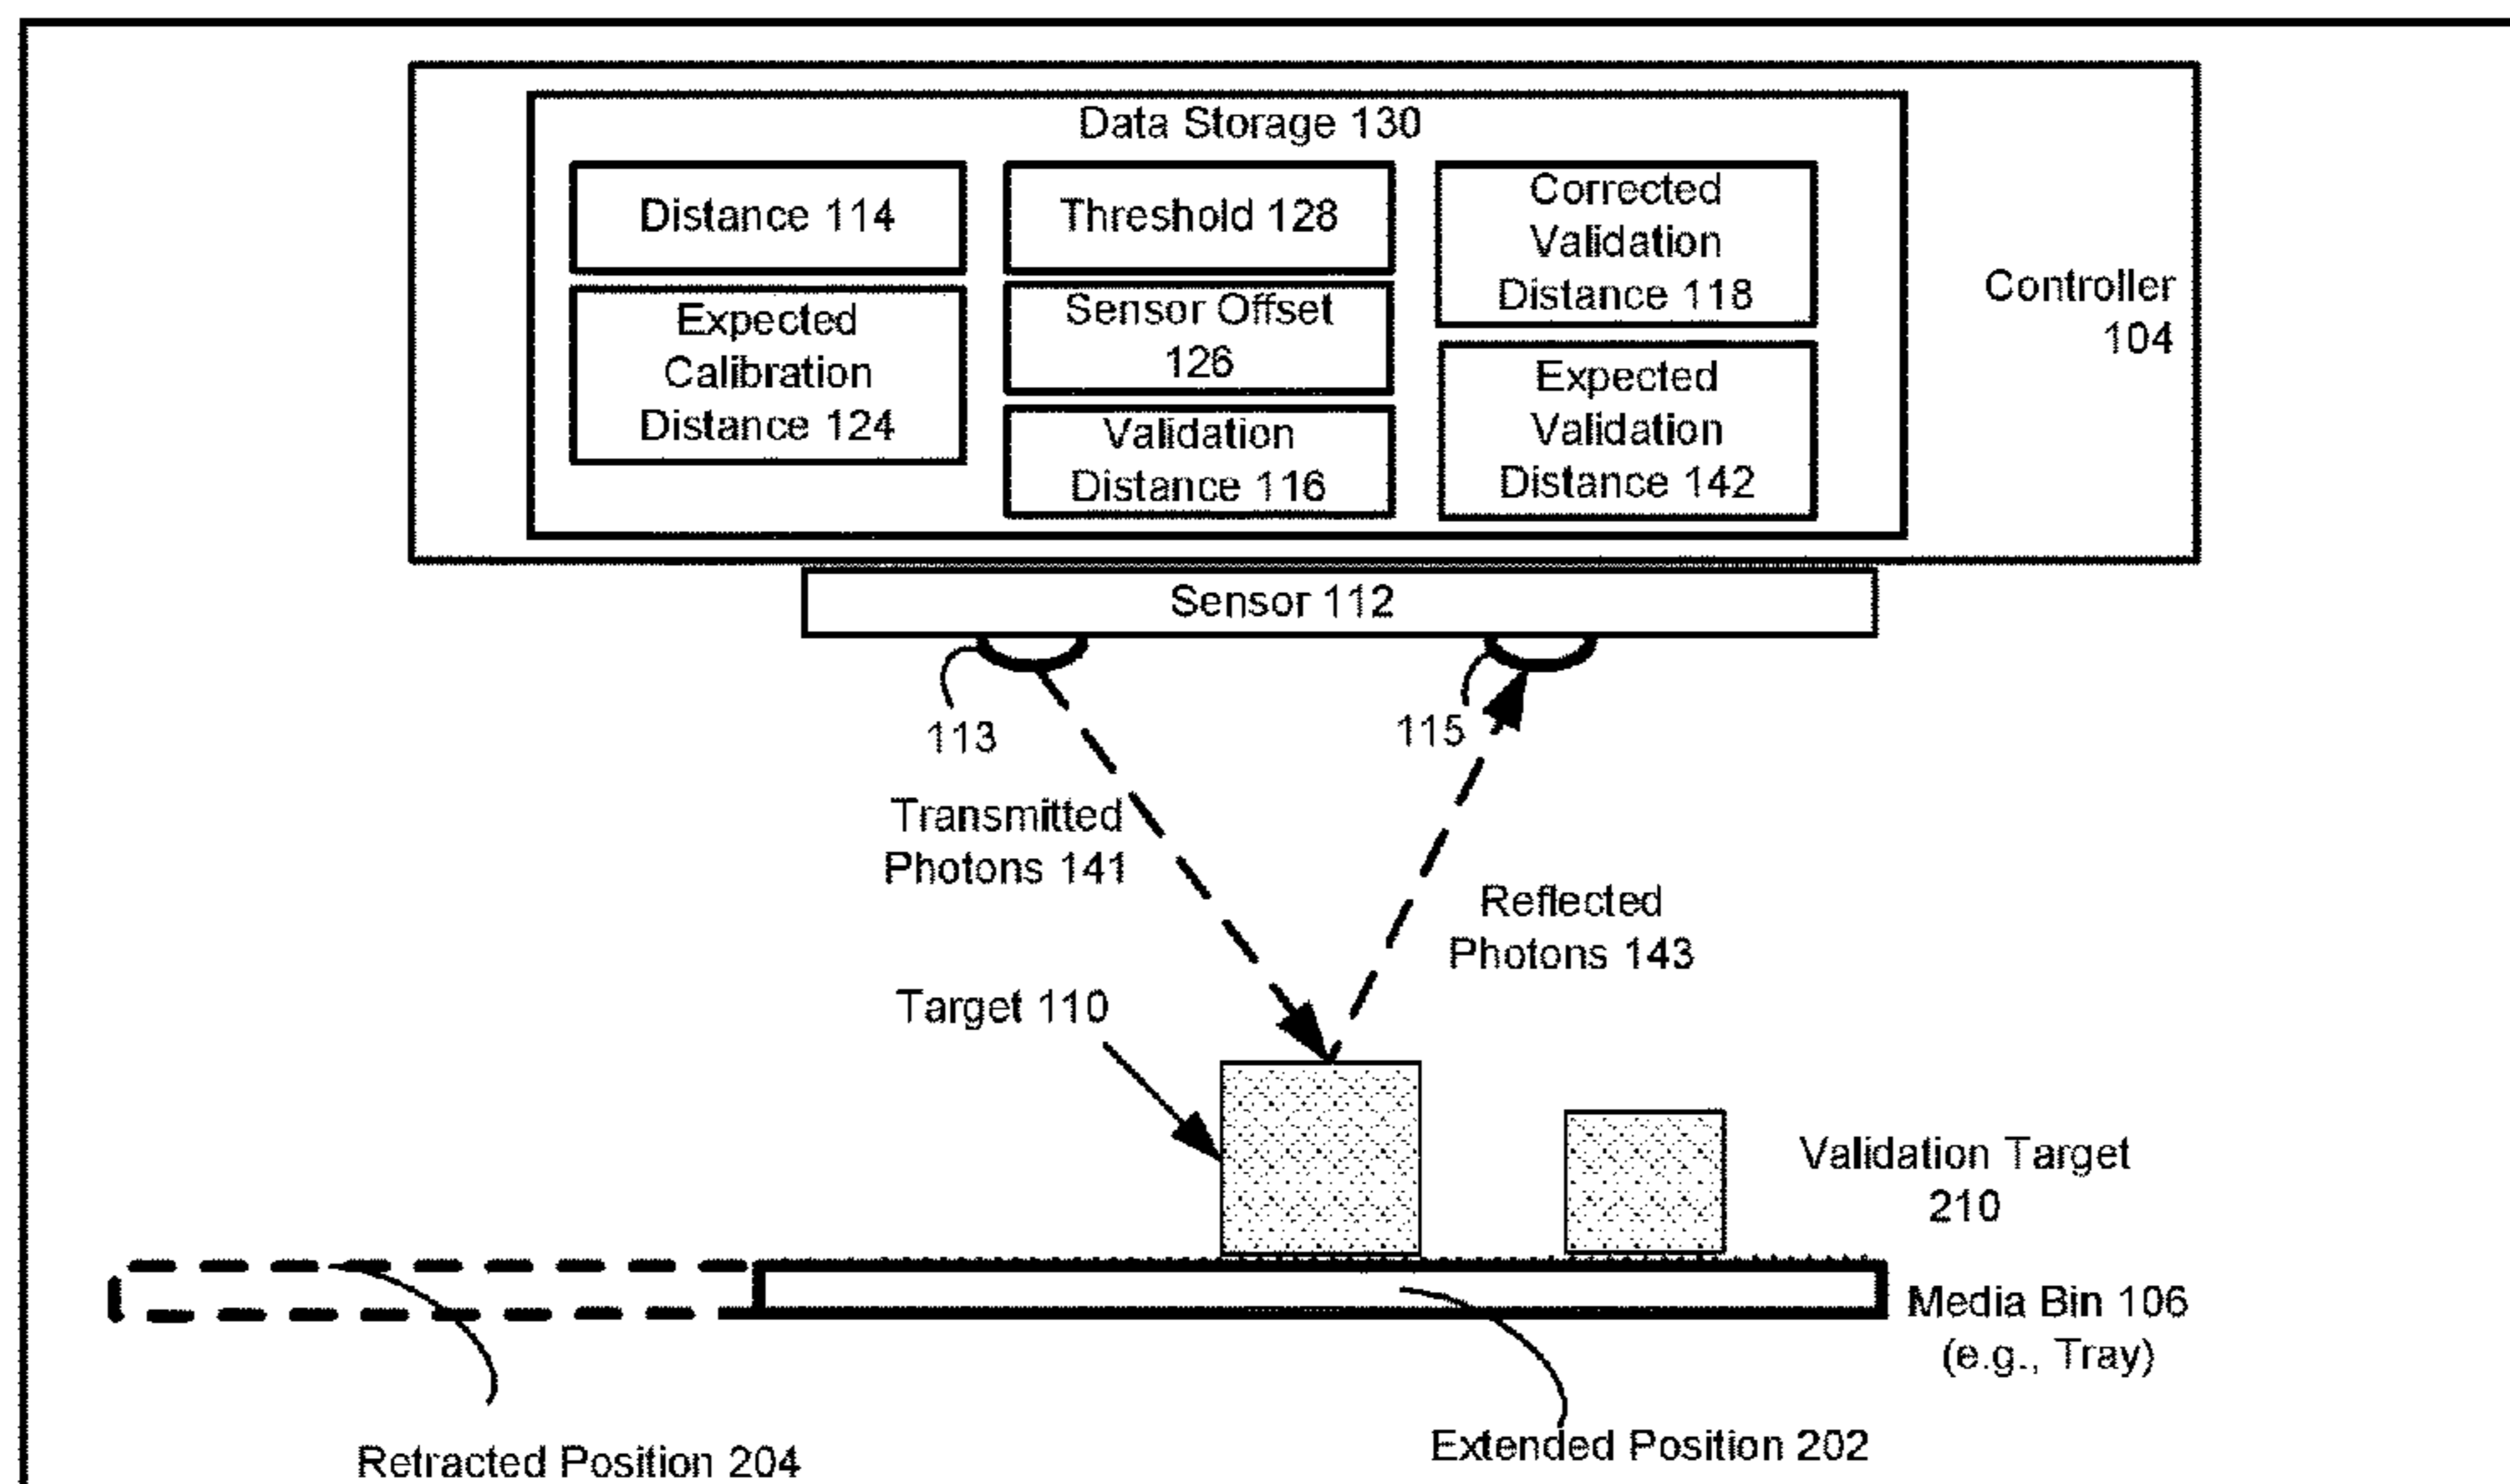 Data Storage 130
Distance 114
Expected
Calibration
Distance 124
Threshold 128
Sensor Offset
126
Validation
Distance 116
Corrected
Validation
Distance 118
Expected
Validation
Distance 142
Controller
104
Sensor 112
113
115
Transmitted
Photons 141
Reflected
Photons 143
Target 110
Validation Target
210
Media Bin 106
(e.g., Tray)
Retracted Position 204
Extended Position 202